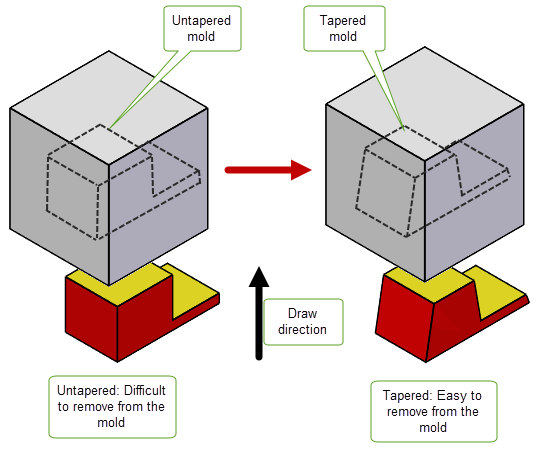 Untapered
mold
Tapered
mold
Draw
direction
Untapered: Difficult
to remove from the
mold
Tapered: Easy to
remove from the
mold